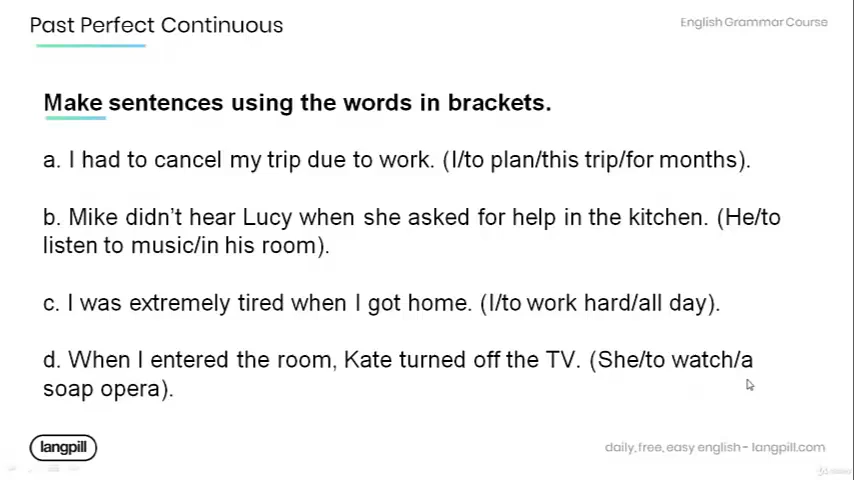 Past Perfect Continuous
English Grammar Course
Make sentences using the words in brackets.
a. I had to cancel my trip due to work. (I/to plan/this trip/for months).
b. Mike didn’t hear Lucy when she asked for help in the kitchen. (He/to
listen to music/in his room).
c. I was extremely tired when I got home. (I/to work hard/all day).
d. When I entered the room, Kate turned off the TV. (She/to watch/a
soap opera).
langpill
daily, free, easy english - langpill.com